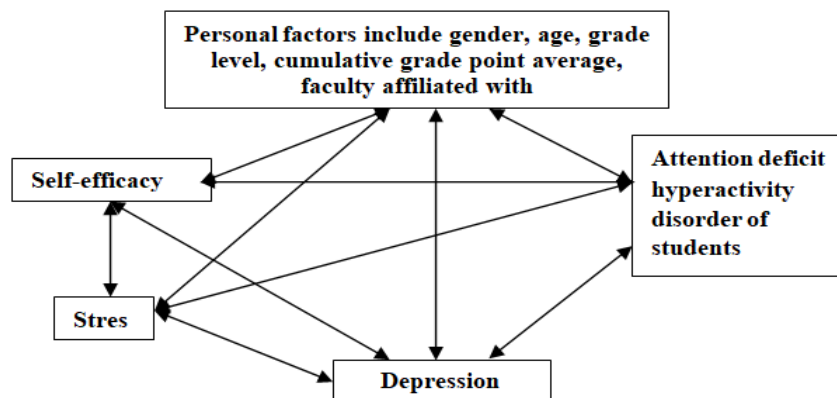 Personal factors include gender, age, grade
level, cumulative grade point average,
faculty affiliated with
Self-efficacy
Attention deficit
hyperactivity
disorder of
students
Stres
Depression